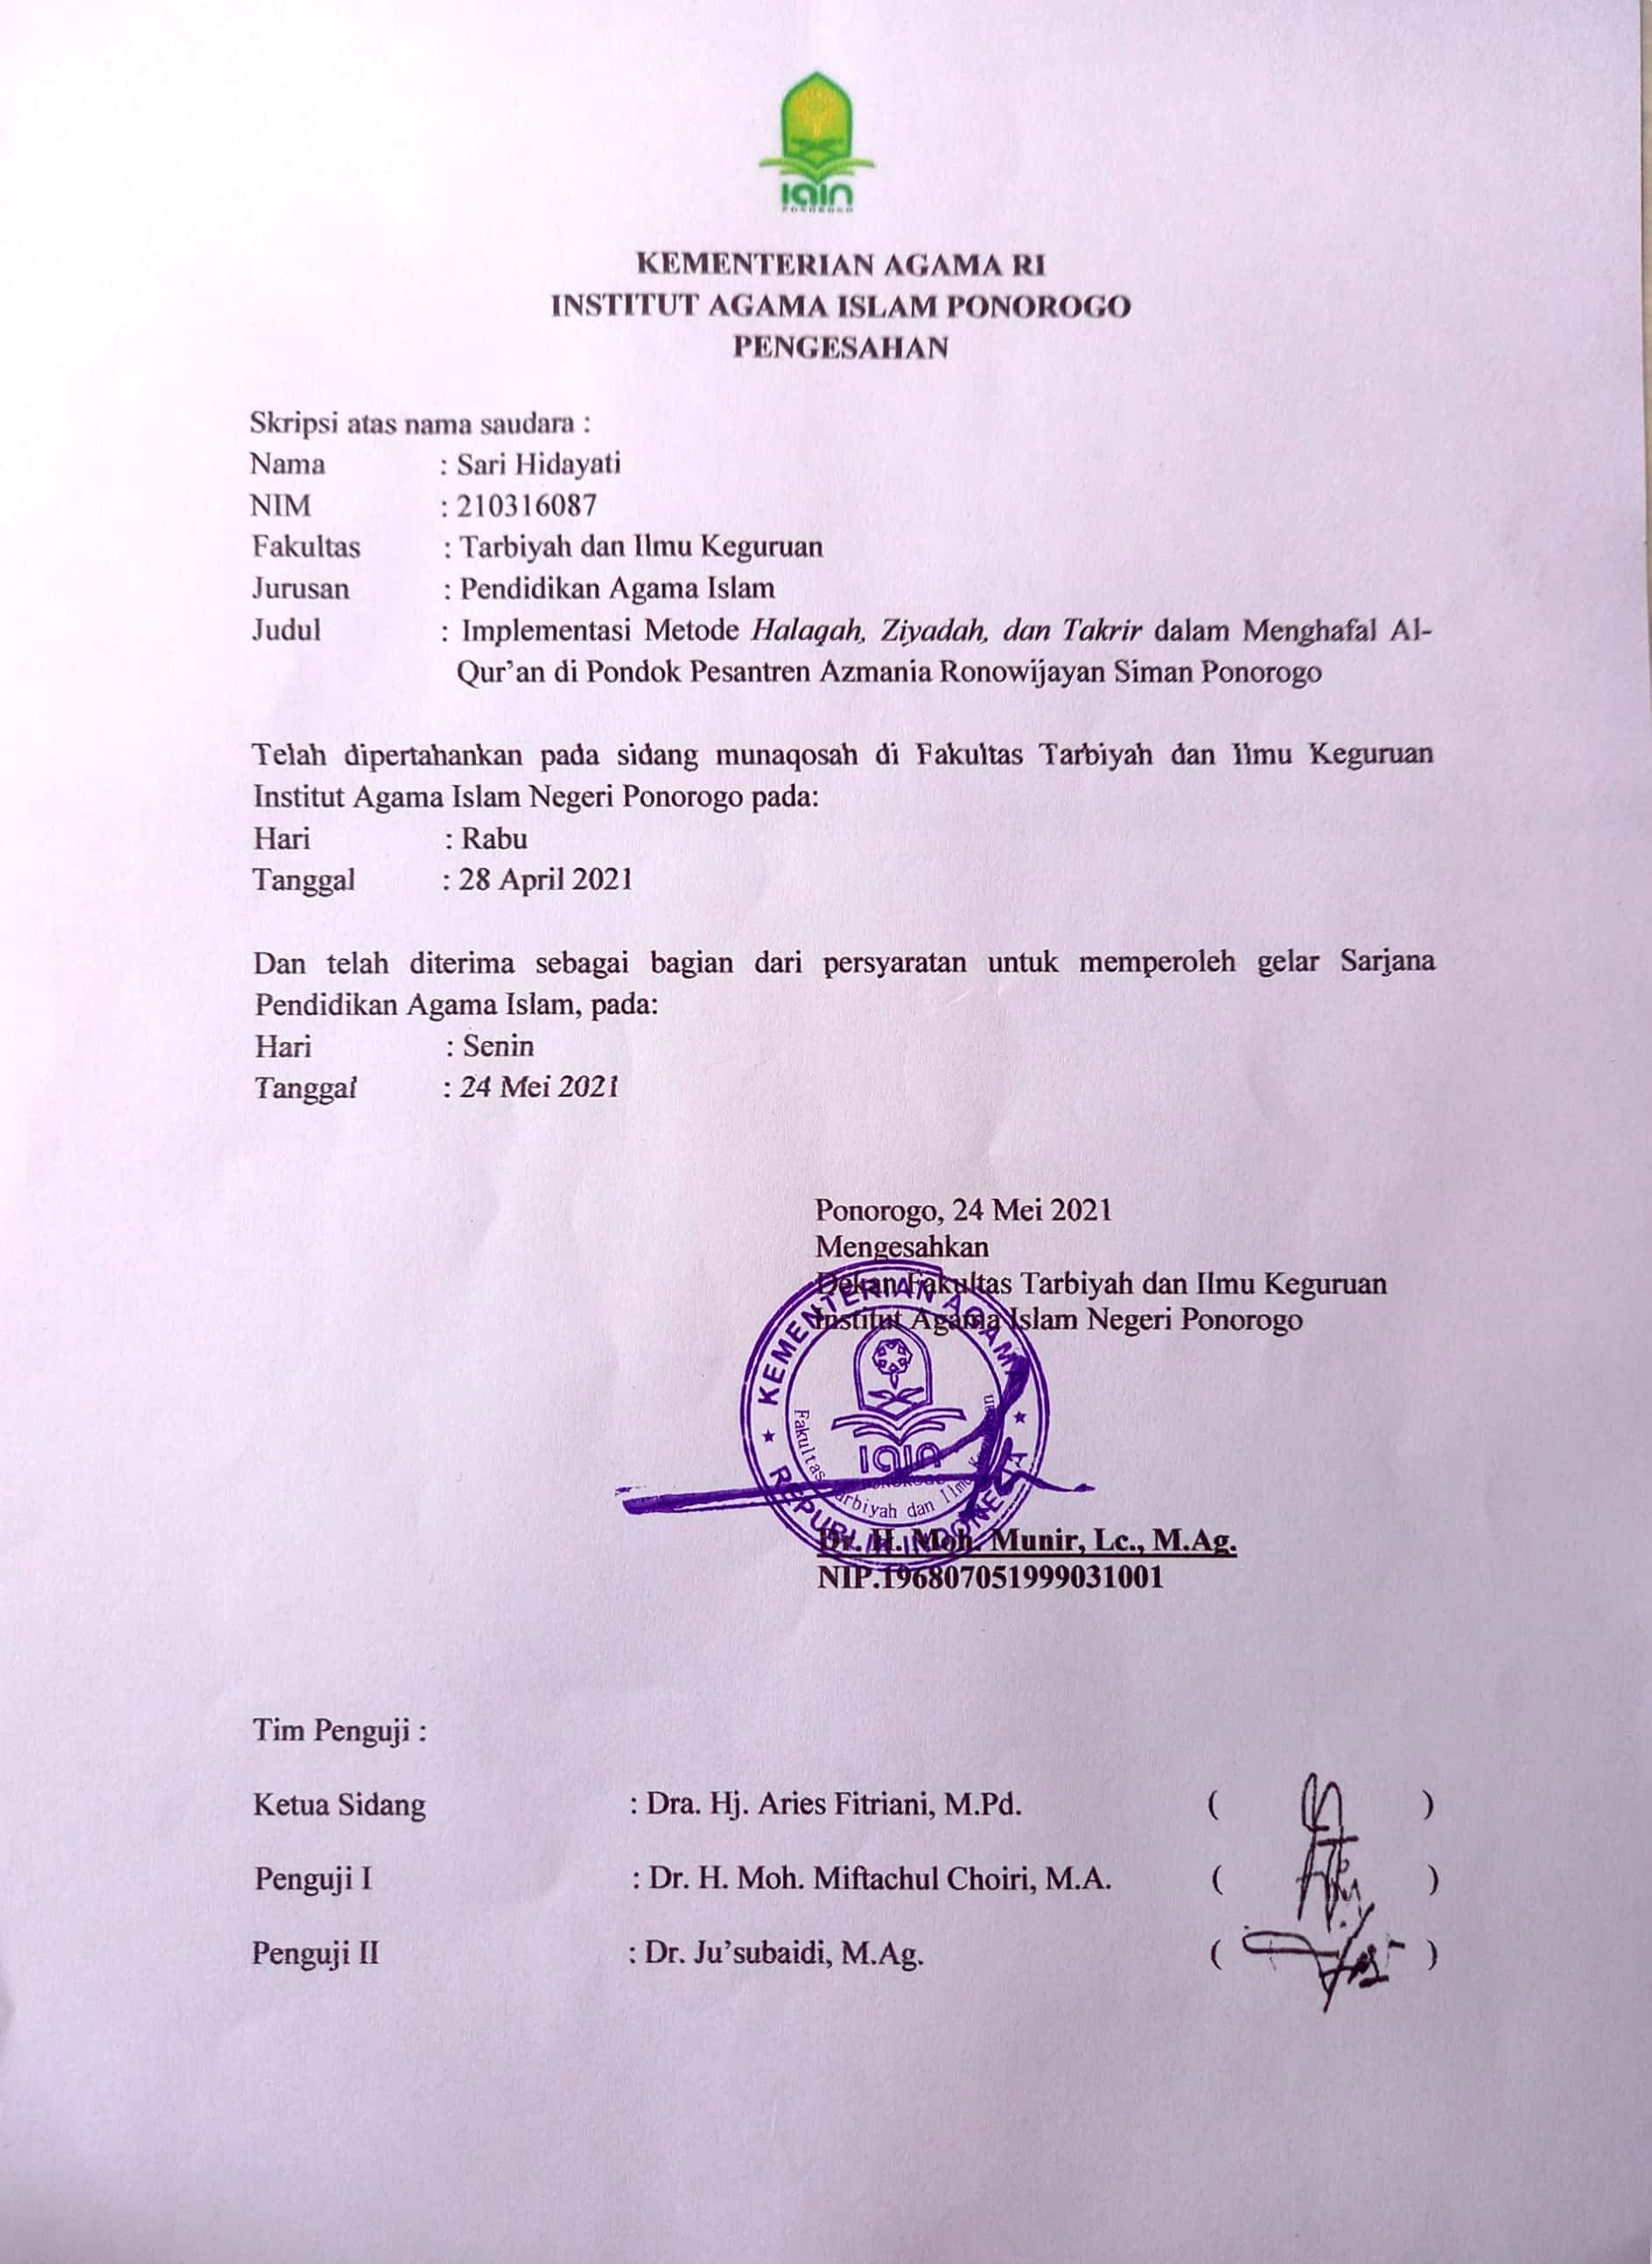 iain
PONOROGO
KEMENTERIAN AGAMA RI
INSTITUT AGAMA ISLAM PONOROGO
PENGESAHAN
Skripsi atas nama saudara :
Nama : Sari Hidayati
NIM : 210316087
Fakultas : Tarbiyah dan Ilmu Keguruan
Jurusan : Pendidikan Agama Islam
Judul : Implementasi Metode Halaqah, Ziyadah, dan Takrir dalam Menghafal Al-
Qur’an di Pondok Pesantren Azmania Ronowijayan Siman Ponorogo
Telah dipertahankan pada sidang munaqosah di Fakultas Tarbiyah dan Ilmu Keguruan
Institut Agama Islam Negeri Ponorogo pada:
Hari : Rabu
Tanggal : 28 April 2021
Dan telah diterima sebagai bagian dari persyaratan untuk memperoleh gelar Sarjana
Pendidikan Agama Islam, pada:
Hari : Senin
Tanggal : 24 Mei 2021
Ponorogo, 24 Mei 2021
Mengesahkan
Dekan Fakultas Tarbiyah dan Ilmu Keguruan
Institut Agama Islam Negeri Ponorogo
KEMENTERIAN AGAMA
REPUBLIK INDONESIA
Fakultas Tarbiyah dan Ilmu
iain
Dr. H. Moh. Munir, Lc., M.Ag.
NIP.196807051999031001
Tim Penguji :
Ketua Sidang : Dra. Hj. Aries Fitriani, M.Pd. ( )
Penguji I : Dr. H. Moh. Miftachul Choiri, M.A. ( )
Penguji II : Dr. Ju’subaidi, M.Ag. ( )